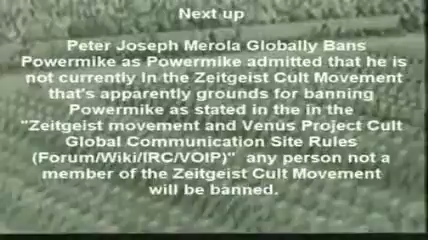 Next up
Peter Joseph Merola Globally Bans
Powermike as Powermike admitted that he is
not currently In the Zeitgeist Cult Movement
that's apparently grounds for banning
Powermike as stated in the in the
"Zeitgeist movement and Venus Project Cult
Global Communication Site Rules
(Forum/Wiki/IRC/VOIP)" any person not a
member of the Zeitgeist Cult Movement
will be banned.